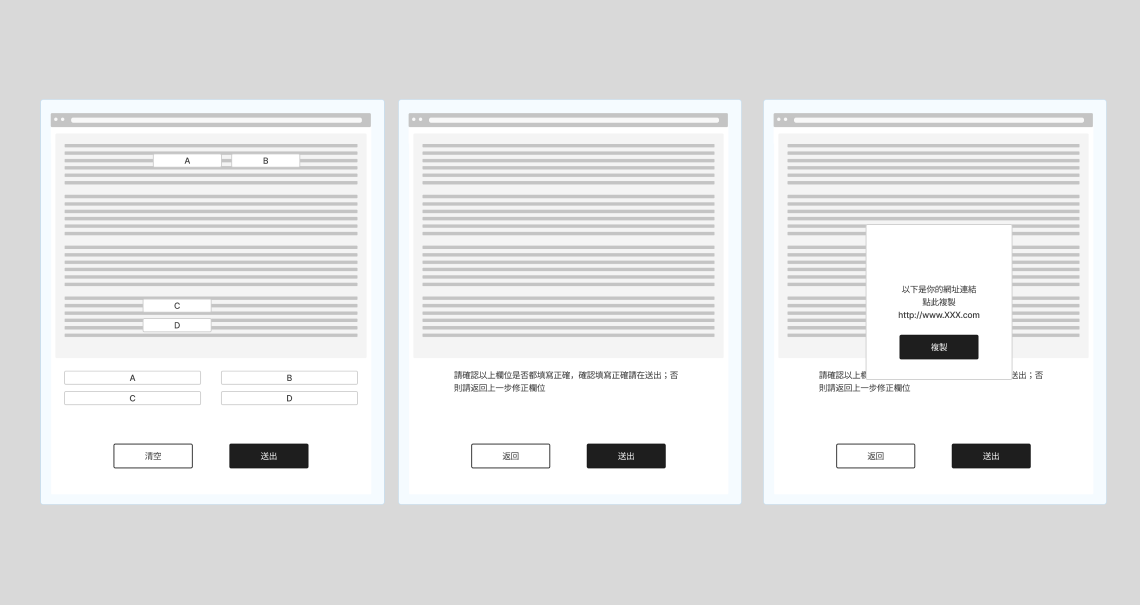 A
B
C
D
A
B
C
D
清空
送出
請確認以上欄位是否都填寫正確，確認填寫正確請在送出；否
則請返回上一步修正欄位
返回
送出
以下是你的網址連結
點此複製
http://www.XXX.com
複製
請確認以上
送出；否
則請返回上一步修正欄位
返回
送出